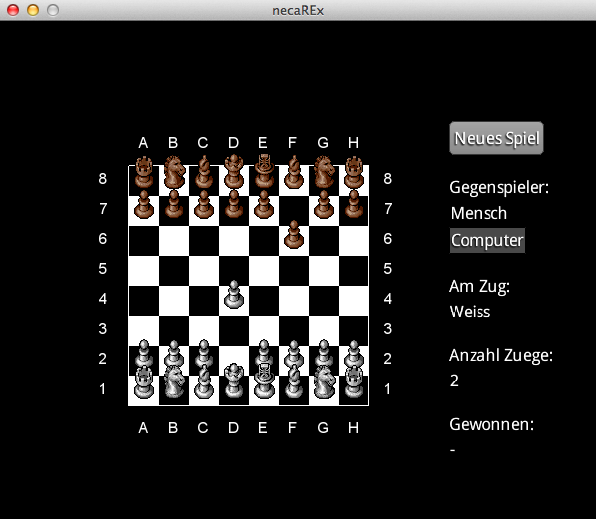 necaREx
A B C D E F G H
8 8
7 7
6 6
5 5
4 4
3 3
2 2
1 1
A B C D E F G H
Neues Spiel
Gegenspieler:
Mensch
Computer
Am Zug:
Weiss
Anzahl Zuege:
2
Gewonnen:
-